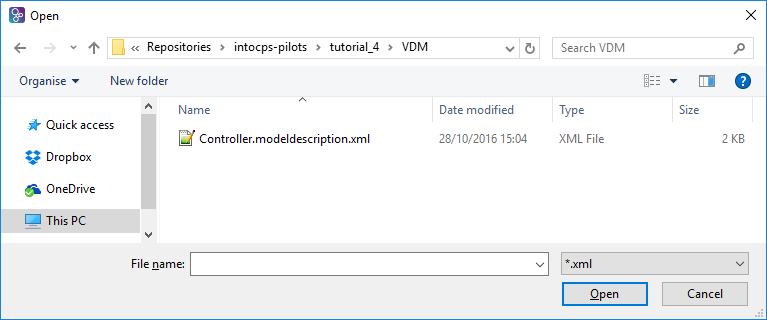 Open
« Repositories › intocps-pilots › tutorial_4 › VDM
Search VDM
Organise
New folder
?
Name
Date modified
Type
Size
Quick access
Dropbox
OneDrive
This PC
Controller.modeldescription.xml
28/10/2016 15:04
XML File
2 KB
File name:
*.xml
Open
Cancel